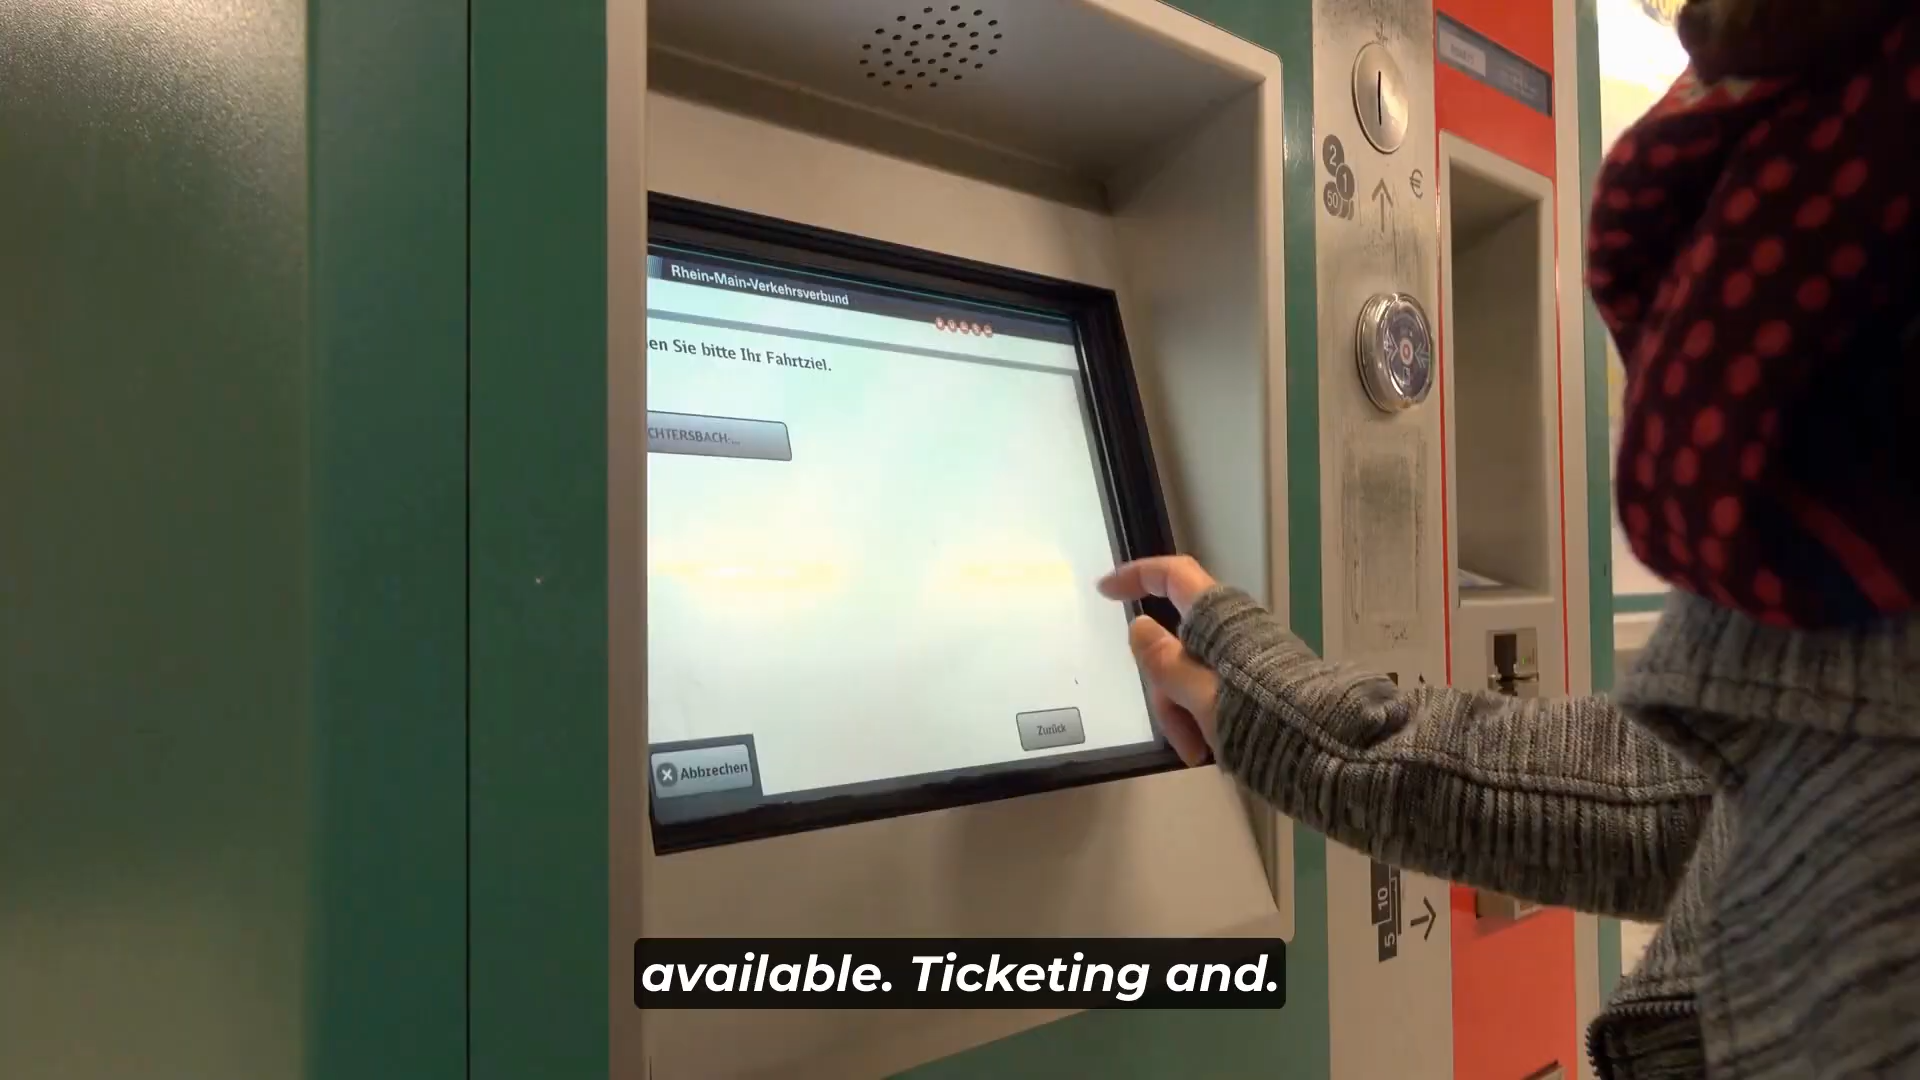 Rhein-Main-Verkehrsverbund
en Sie bitte Ihr Fahrtziel.
CHTERSBACH-...
Zurück
Abbrechen
2
1
50
€
10
5
available. Ticketing and.